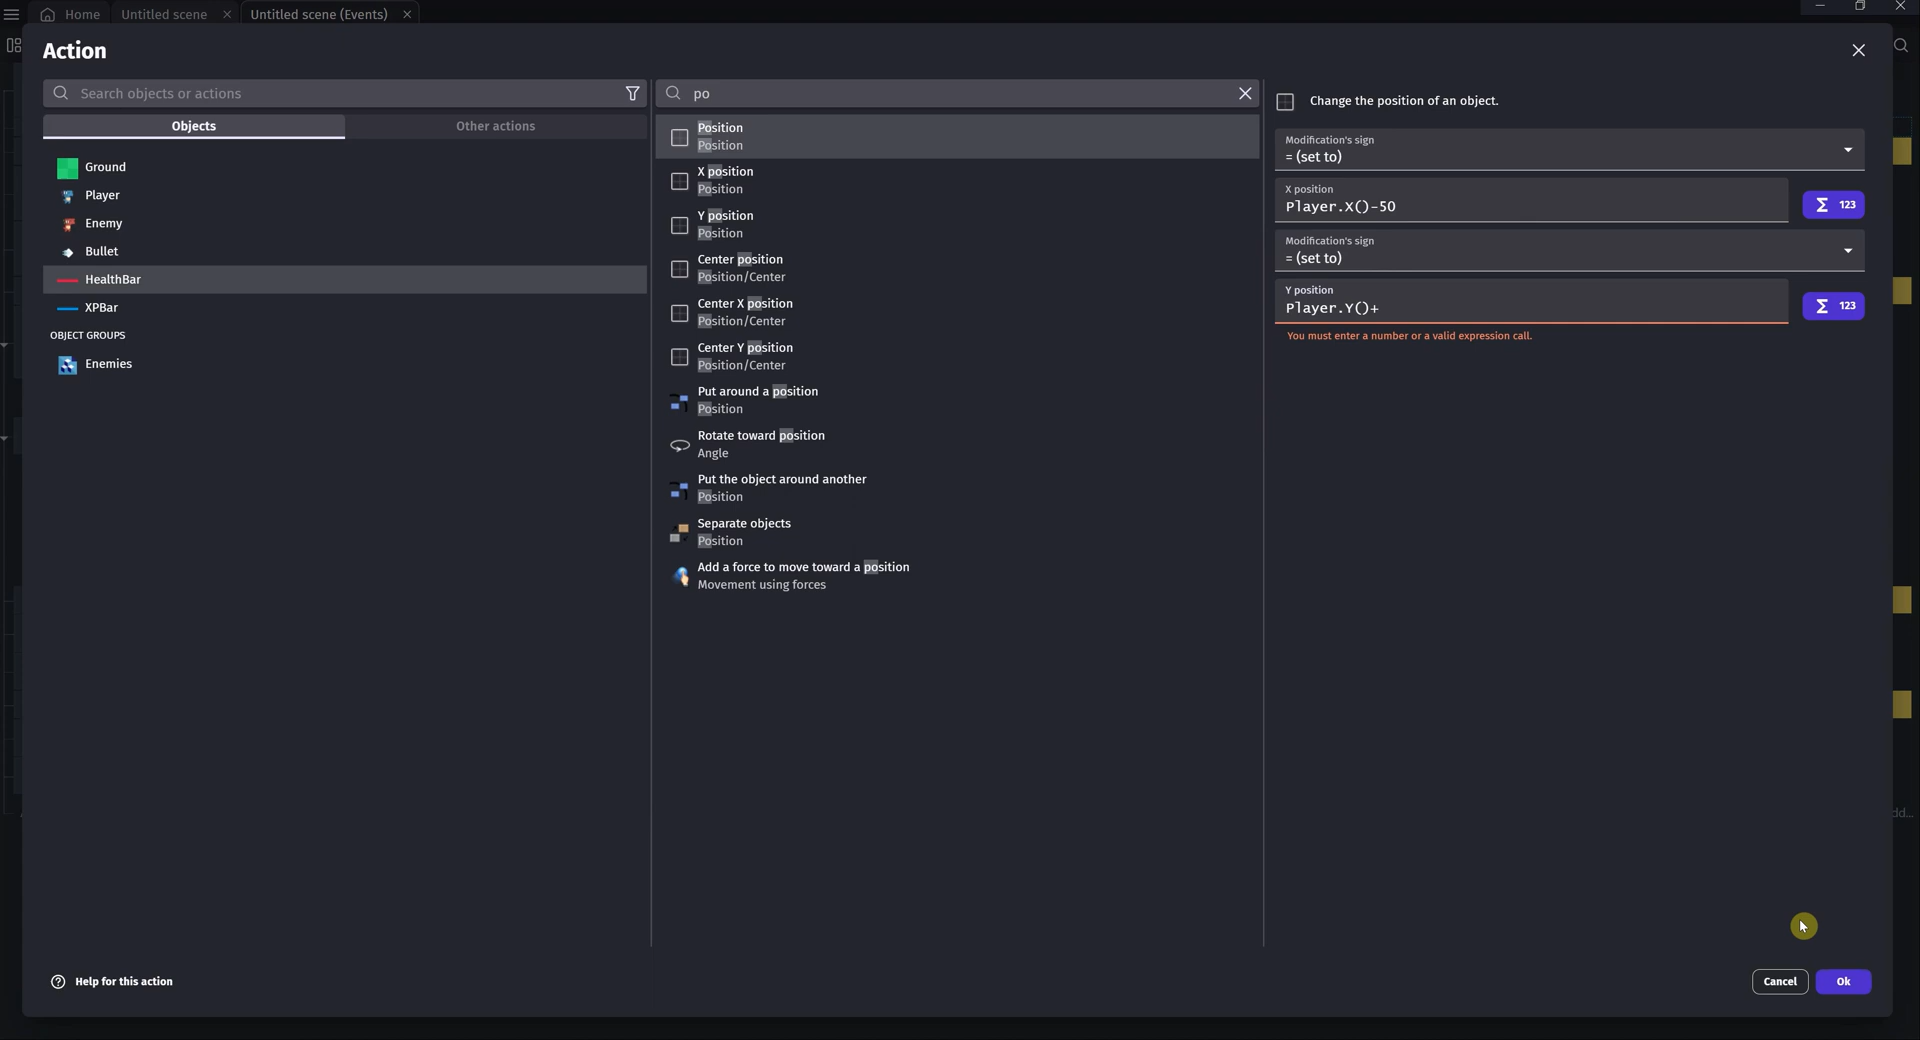 Home
Untitled scene
Untitled scene (Events)
Action
Search objects or actions
Objects
Other actions
Ground
Player
Enemy
Bullet
HealthBar
XPBar
OBJECT GROUPS
Enemies
po
Position
Position
X position
Position
Y position
Position
Center position
Position/Center
Center X position
Position/Center
Center Y position
Position/Center
Put around a position
Position
Rotate toward position
Angle
Put the object around another
Position
Separate objects
Position
Add a force to move toward a position
Movement using forces
Change the position of an object.
Modification's sign
= (set to)
X position
Player.X()-50
Σ 123
Modification's sign
= (set to)
Y position
Player.Y()+
Σ 123
You must enter a number or a valid expression call.
dd...
Help for this action
Cancel
Ok